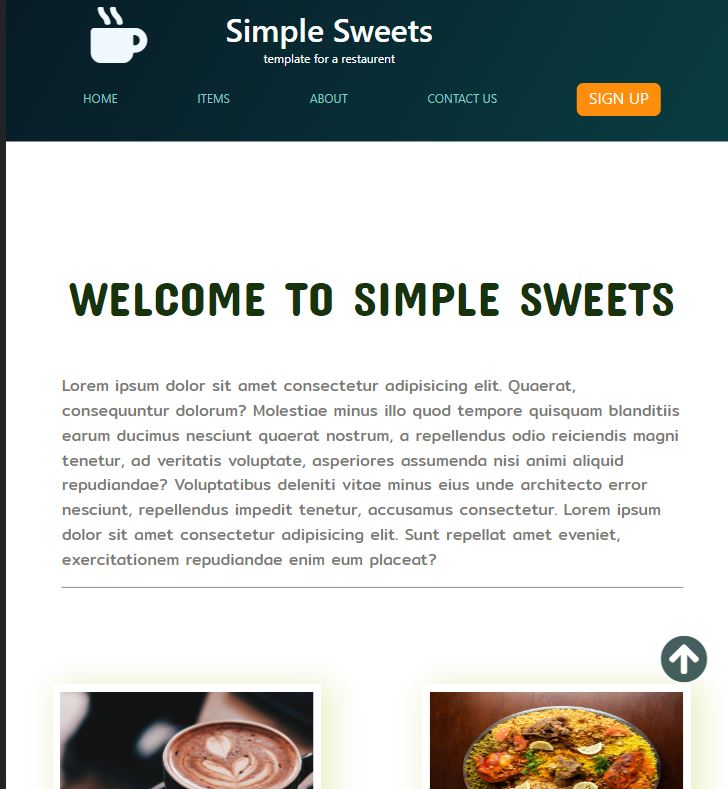 Simple Sweets
template for a restaurent
HOME ITEMS ABOUT CONTACT US SIGN UP
WELCOME TO SIMPLE SWEETS
Lorem ipsum dolor sit amet consectetur adipisicing elit. Quaerat,
consequuntur dolorum? Molestiae minus illo quod tempore quisquam blanditiis
earum ducimus nesciunt quaerat nostrum, a repellendus odio reiciendis magni
tenetur, ad veritatis voluptate, asperiores assumenda nisi animi aliquid
repudiandae? Voluptatibus deleniti vitae minus eius unde architecto error
nesciunt, repellendus impedit tenetur, accusamus consectetur. Lorem ipsum
dolor sit amet consectetur adipisicing elit. Sunt repellat amet eveniet,
exercitationem repudiandae enim eum placeat?